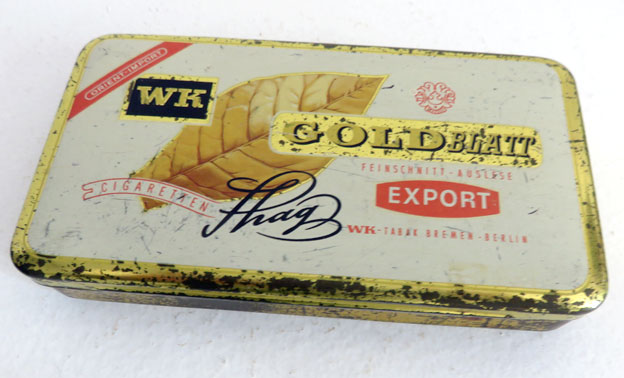 ORIENT-IMPORT
WK
GOLDBLATT
FEINSCHNITT-AUSLESE
CIGARETTEN
Shag
EXPORT
WK-TABAK BREMEN-BERLIN